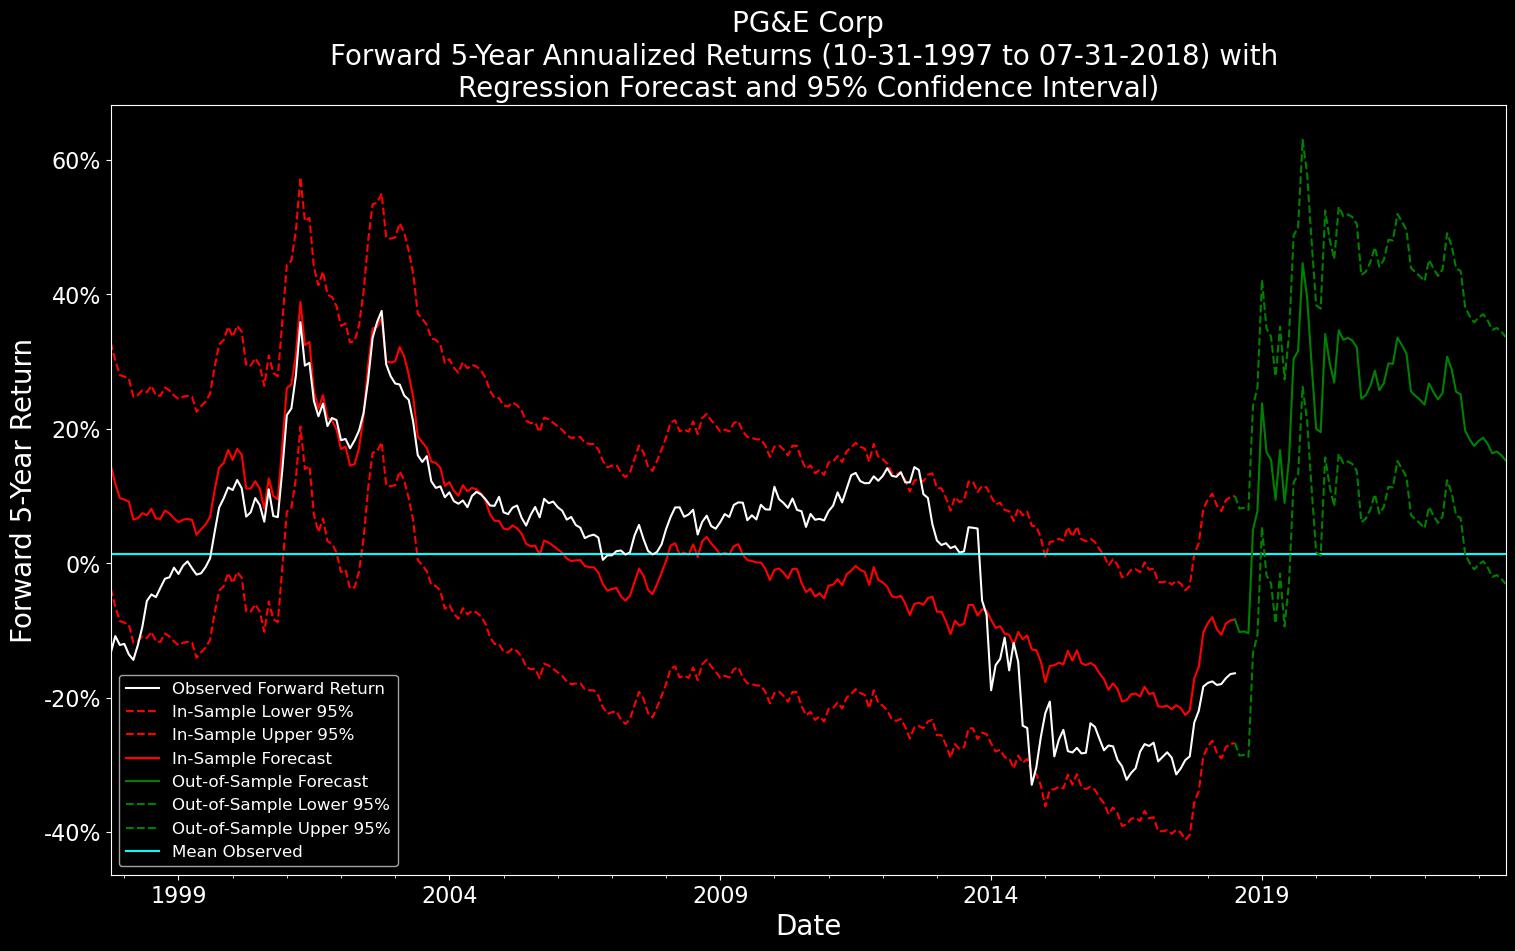 PG&E Corp
Forward 5-Year Annualized Returns (10-31-1997 to 07-31-2018) with
Regression Forecast and 95% Confidence Interval)
Forward 5-Year Return
60%
40%
20%
0%
-20%
-40%
Observed Forward Return
In-Sample Lower 95%
In-Sample Upper 95%
In-Sample Forecast
Out-of-Sample Forecast
Out-of-Sample Lower 95%
Out-of-Sample Upper 95%
Mean Observed
1999 2004 2009 2014 2019
Date